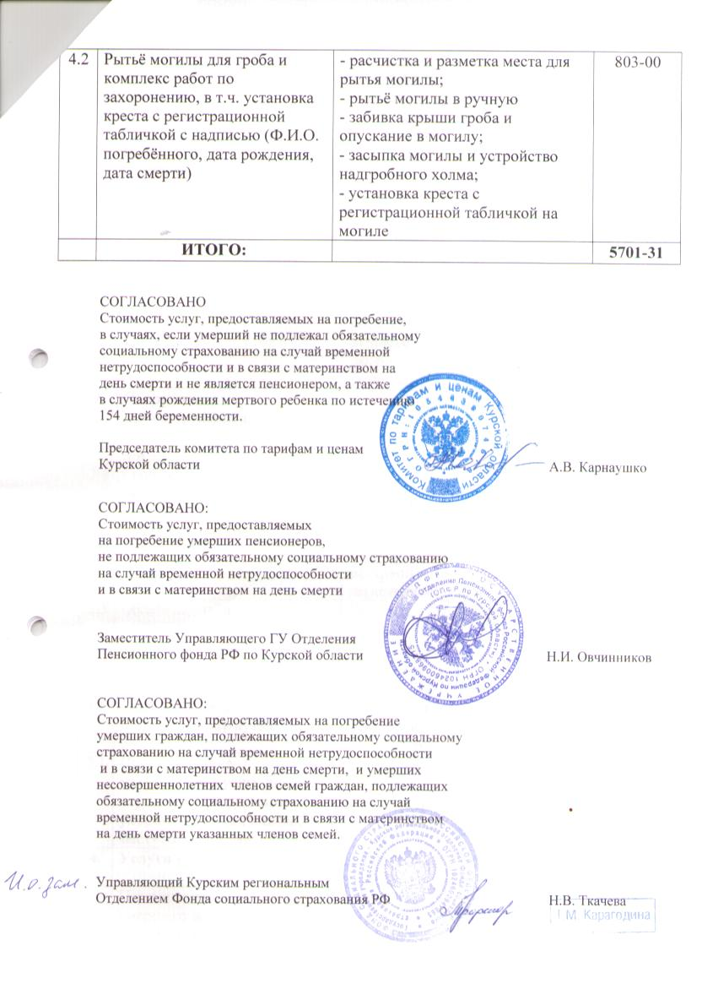 4.2
Рытьё могилы для гроба и
комплекс работ по
захоронению, в т.ч. установка
креста с регистрационной
табличкой с надписью (Ф.И.О.
погребённого, дата рождения,
дата смерти)
- расчистка и разметка места для
рытья могилы;
- рытьё могилы в ручную
- забивка крыши гроба и
опускание в могилу;
- засыпка могилы и устройство
надгробного холма;
- установка креста с
регистрационной табличкой на
могиле
803-00
ИТОГО:
5701-31
СОГЛАСОВАНО
Стоимость услуг, предоставляемых на погребение,
в случаях, если умерший не подлежал обязательному
социальному страхованию на случай временной
нетрудоспособности и в связи с материнством на
день смерти и не является пенсионером, а также
в случаях рождения мертвого ребенка по истечению
154 дней беременности.
Председатель комитета по тарифам и ценам
Курской области
А.В. Карнаушко
Комитет по тарифам и ценам Курской области
СОГЛАСОВАНО:
Стоимость услуг, предоставляемых
на погребение умерших пенсионеров,
не подлежащих обязательному социальному страхованию
на случай временной нетрудоспособности
и в связи с материнством на день смерти
Заместитель Управляющего ГУ Отделения
Пенсионного фонда РФ по Курской области
Н.И. Овчинников
СОГЛАСОВАНО:
Стоимость услуг, предоставляемых на погребение
умерших граждан, подлежащих обязательному социальному
страхованию на случай временной нетрудоспособности
и в связи с материнством на день смерти, и умерших
несовершеннолетних членов семей граждан, подлежащих
обязательному социальному страхованию на случай
временной нетрудоспособности и в связи с материнством
на день смерти указанных членов семей.
И.о. зам.
Управляющий Курским региональным
Отделением Фонда социального страхования РФ
Н.В. Ткачева
Т.М. Карагодина